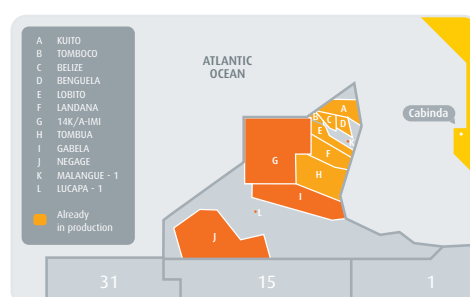 A KUITO
B TOMBOCO
C BELIZE
D BENGUELA
E LOBITO
F LANDANA
G 14K/A-IMI
H TOMBUA
I GABELA
J NEGAGE
K MALANGUE - 1
L LUCAPA - 1
Already
in production
ATLANTIC
OCEAN
Cabinda
A
B
C
D
E
F
G
H
I
L
J
31
15
1